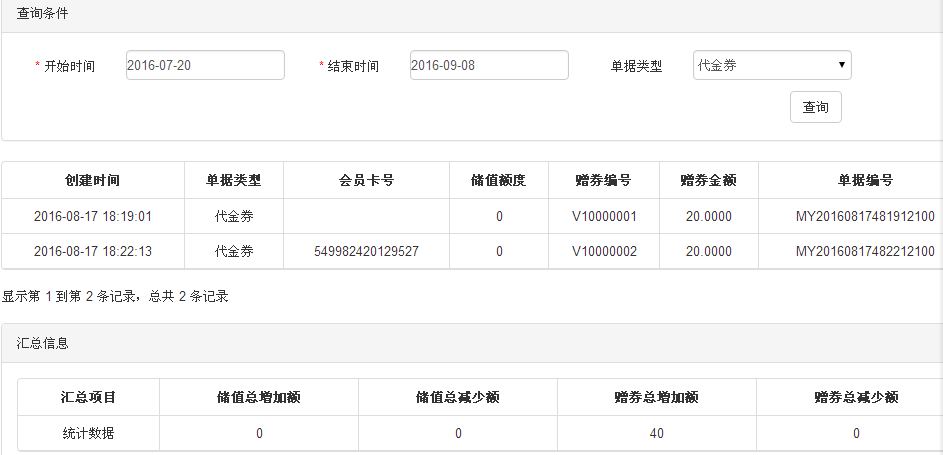 查询条件
* 开始时间 2016-07-20 * 结束时间 2016-09-08 单据类型 代金券
查询
创建时间 单据类型 会员卡号 储值额度 赠券编号 赠券金额 单据编号
2016-08-17 18:19:01 代金券 0 V10000001 20.0000 MY20160817481912100
2016-08-17 18:22:13 代金券 549982420129527 0 V10000002 20.0000 MY20160817482212100
显示第 1 到第 2 条记录，总共 2 条记录
汇总信息
汇总项目 储值总增加额 储值总减少额 赠券总增加额 赠券总减少额
统计数据 0 0 40 0